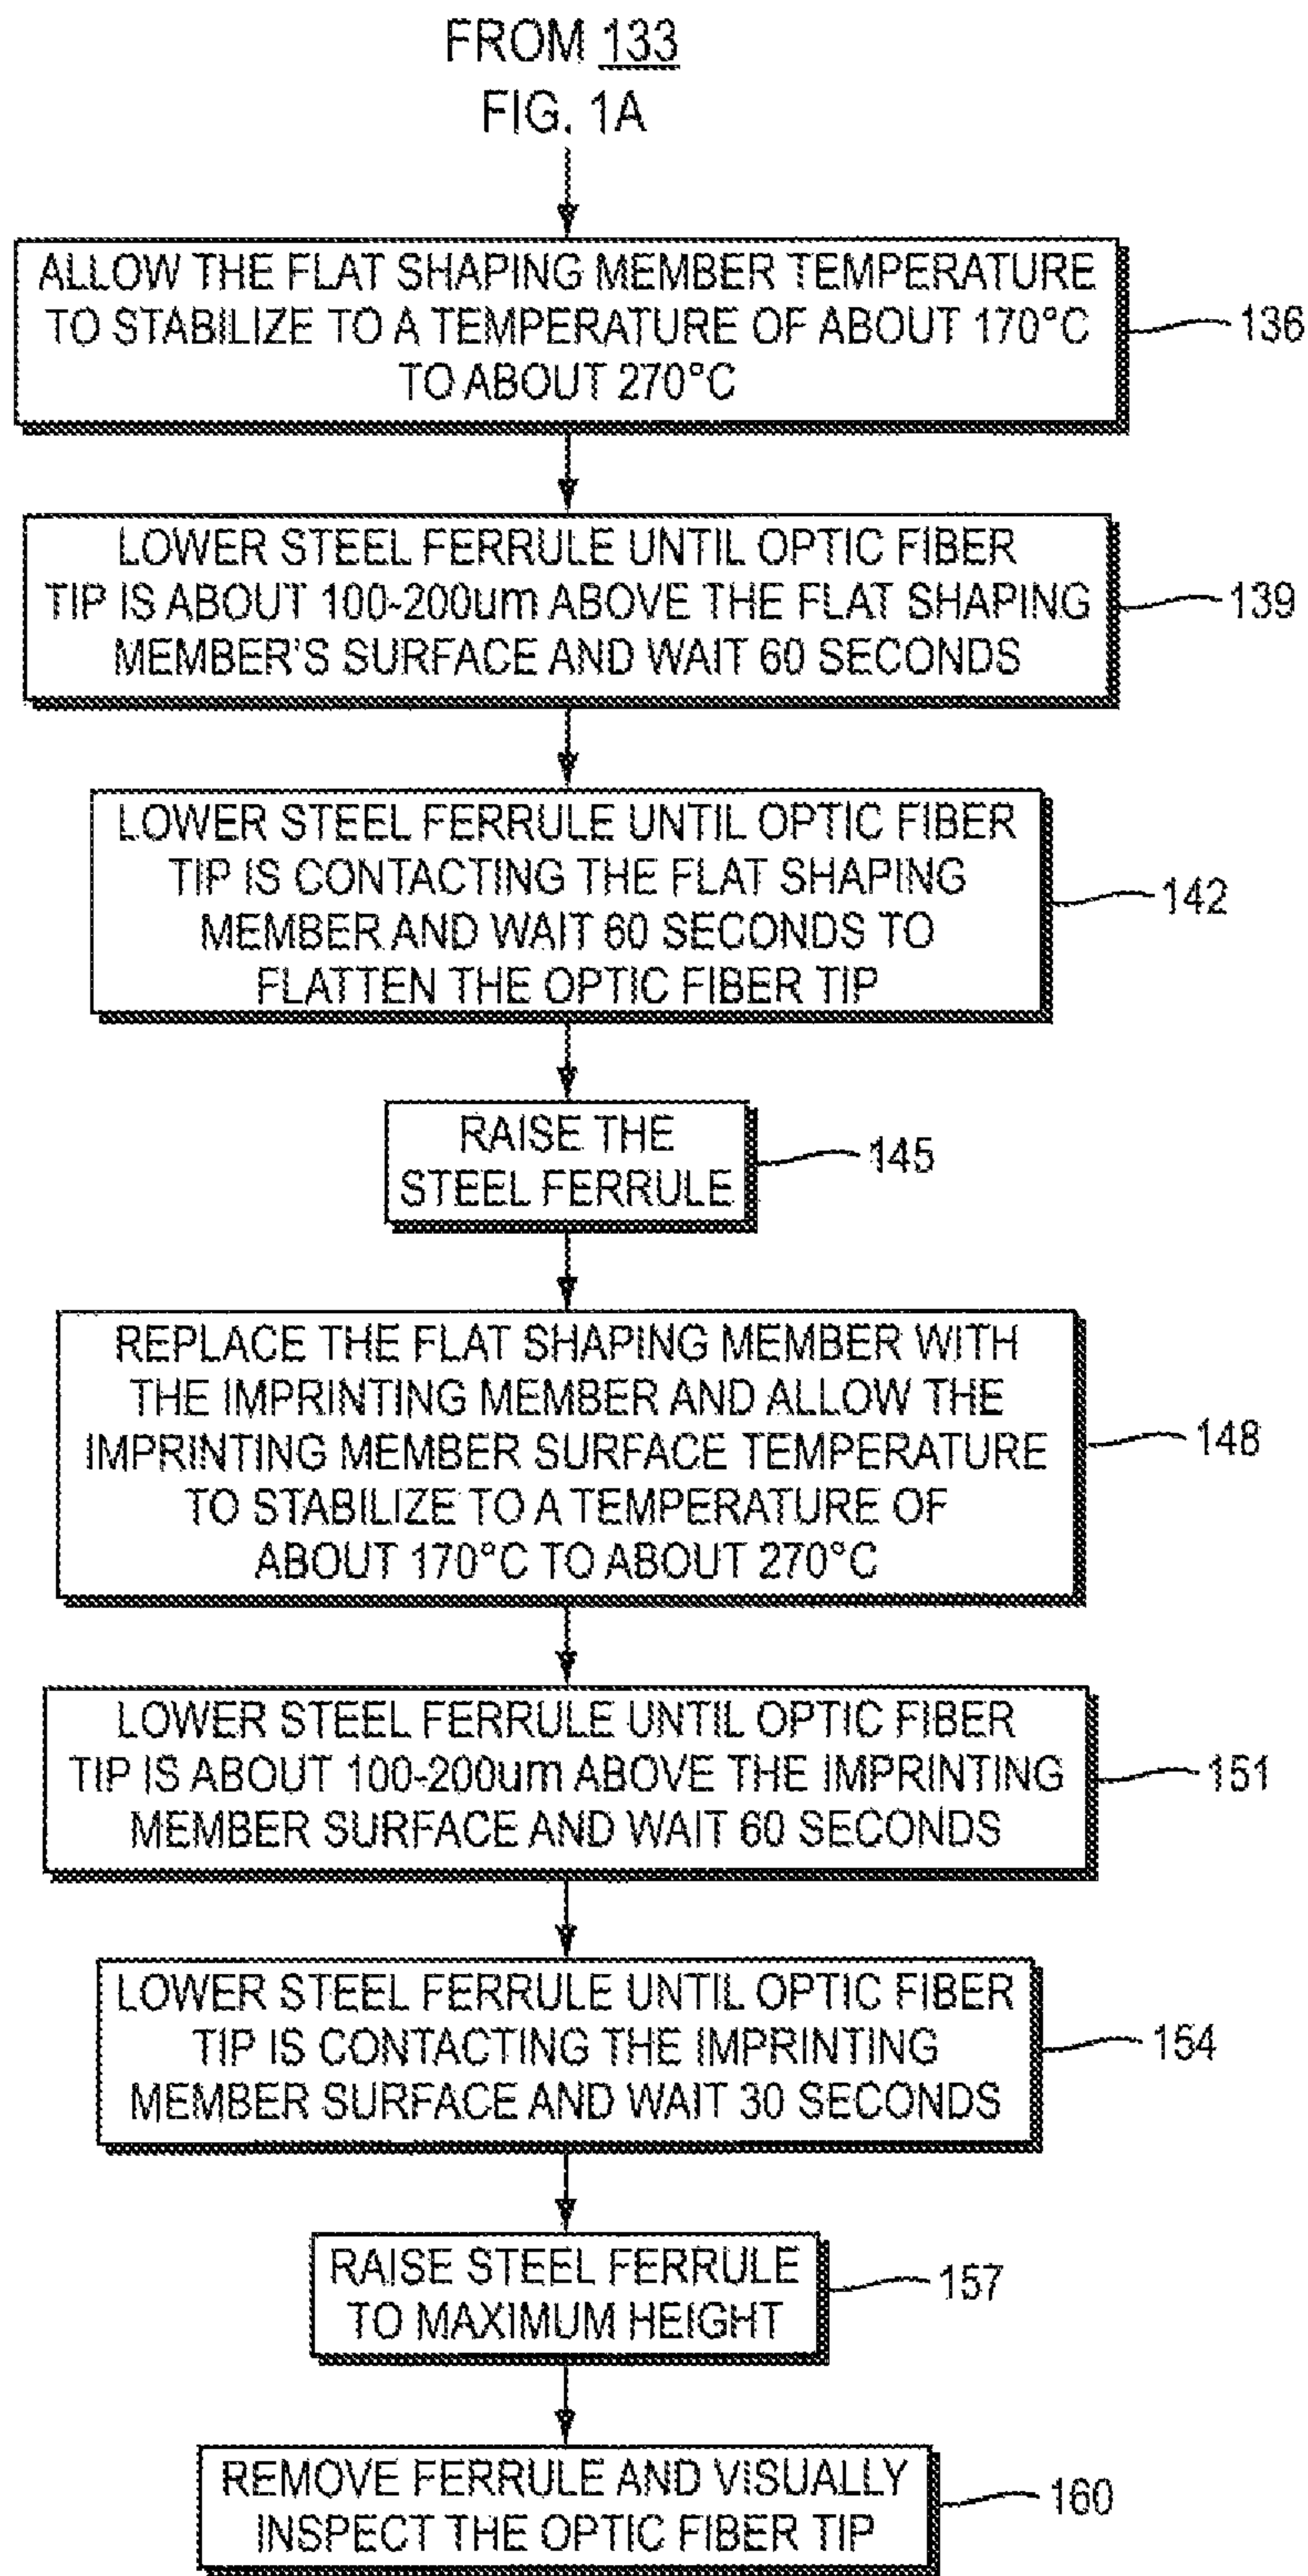 FROM 133
FIG. 1A
ALLOW THE FLAT SHAPING MEMBER TEMPERATURE
TO STABILIZE TO A TEMPERATURE OF ABOUT 170°C
TO ABOUT 270°C
136
LOWER STEEL FERRULE UNTIL OPTIC FIBER
TIP IS ABOUT 100-200um ABOVE THE FLAT SHAPING
MEMBER'S SURFACE AND WAIT 60 SECONDS
139
LOWER STEEL FERRULE UNTIL OPTIC FIBER
TIP IS CONTACTING THE FLAT SHAPING
MEMBER AND WAIT 60 SECONDS TO
FLATTEN THE OPTIC FIBER TIP
142
RAISE THE
STEEL FERRULE
145
REPLACE THE FLAT SHAPING MEMBER WITH
THE IMPRINTING MEMBER AND ALLOW THE
IMPRINTING MEMBER SURFACE TEMPERATURE
TO STABILIZE TO A TEMPERATURE OF
ABOUT 170°C TO ABOUT 270°C
148
LOWER STEEL FERRULE UNTIL OPTIC FIBER
TIP IS ABOUT 100-200um ABOVE THE IMPRINTING
MEMBER SURFACE AND WAIT 60 SECONDS
151
LOWER STEEL FERRULE UNTIL OPTIC FIBER
TIP IS CONTACTING THE IMPRINTING
MEMBER SURFACE AND WAIT 30 SECONDS
154
RAISE STEEL FERRULE
TO MAXIMUM HEIGHT
157
REMOVE FERRULE AND VISUALLY
INSPECT THE OPTIC FIBER TIP
160